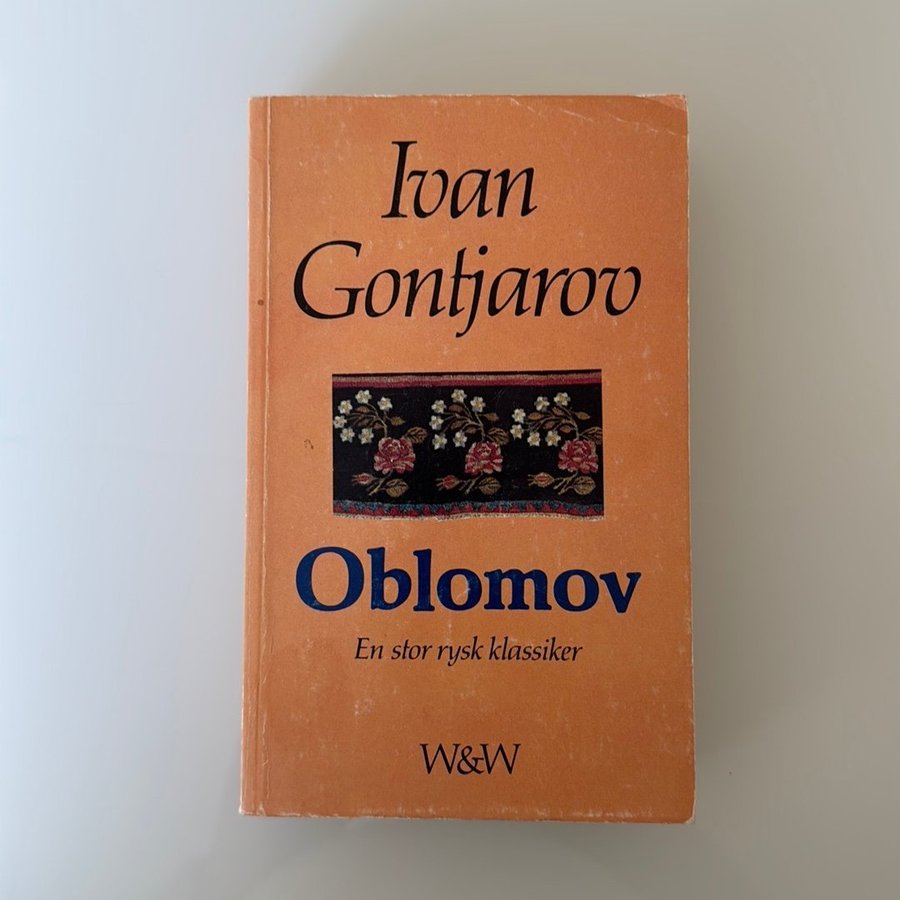 Ivan
Gontjarov
Oblomov
En stor rysk klassiker
W&W